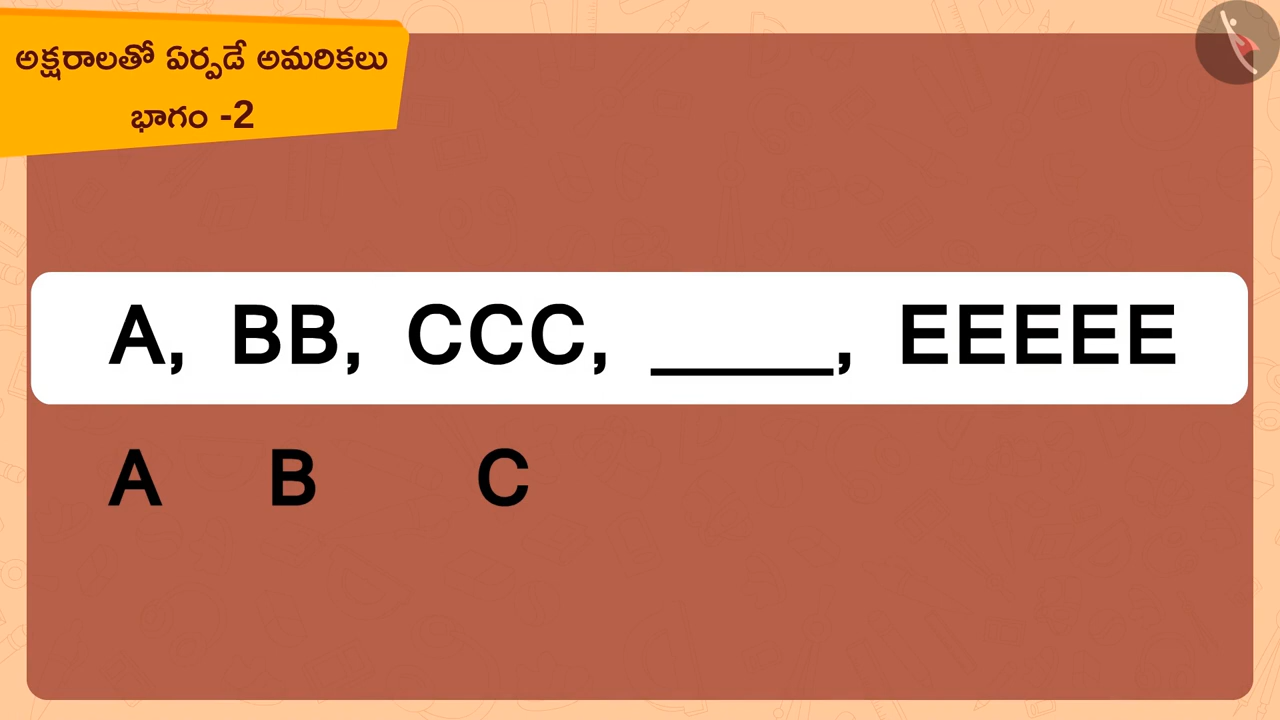 అక్షరాలతో ఏర్పడే అమరికలు
భాగం -2
A, BB, CCC, _____, EEEEE
A B C